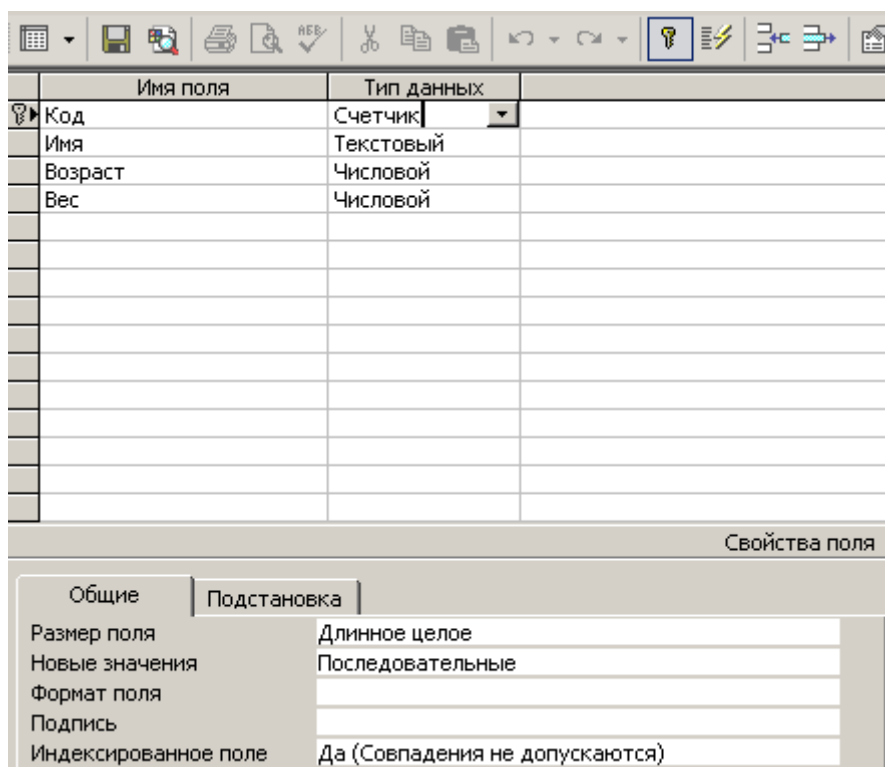 АБВ
Имя поля Тип данных
Код Счетчик
Имя Текстовый
Возраст Числовой
Вес Числовой
Свойства поля
Общие Подстановка
Размер поля Длинное целое
Новые значения Последовательные
Формат поля
Подпись
Индексированное поле Да (Совпадения не допускаются)